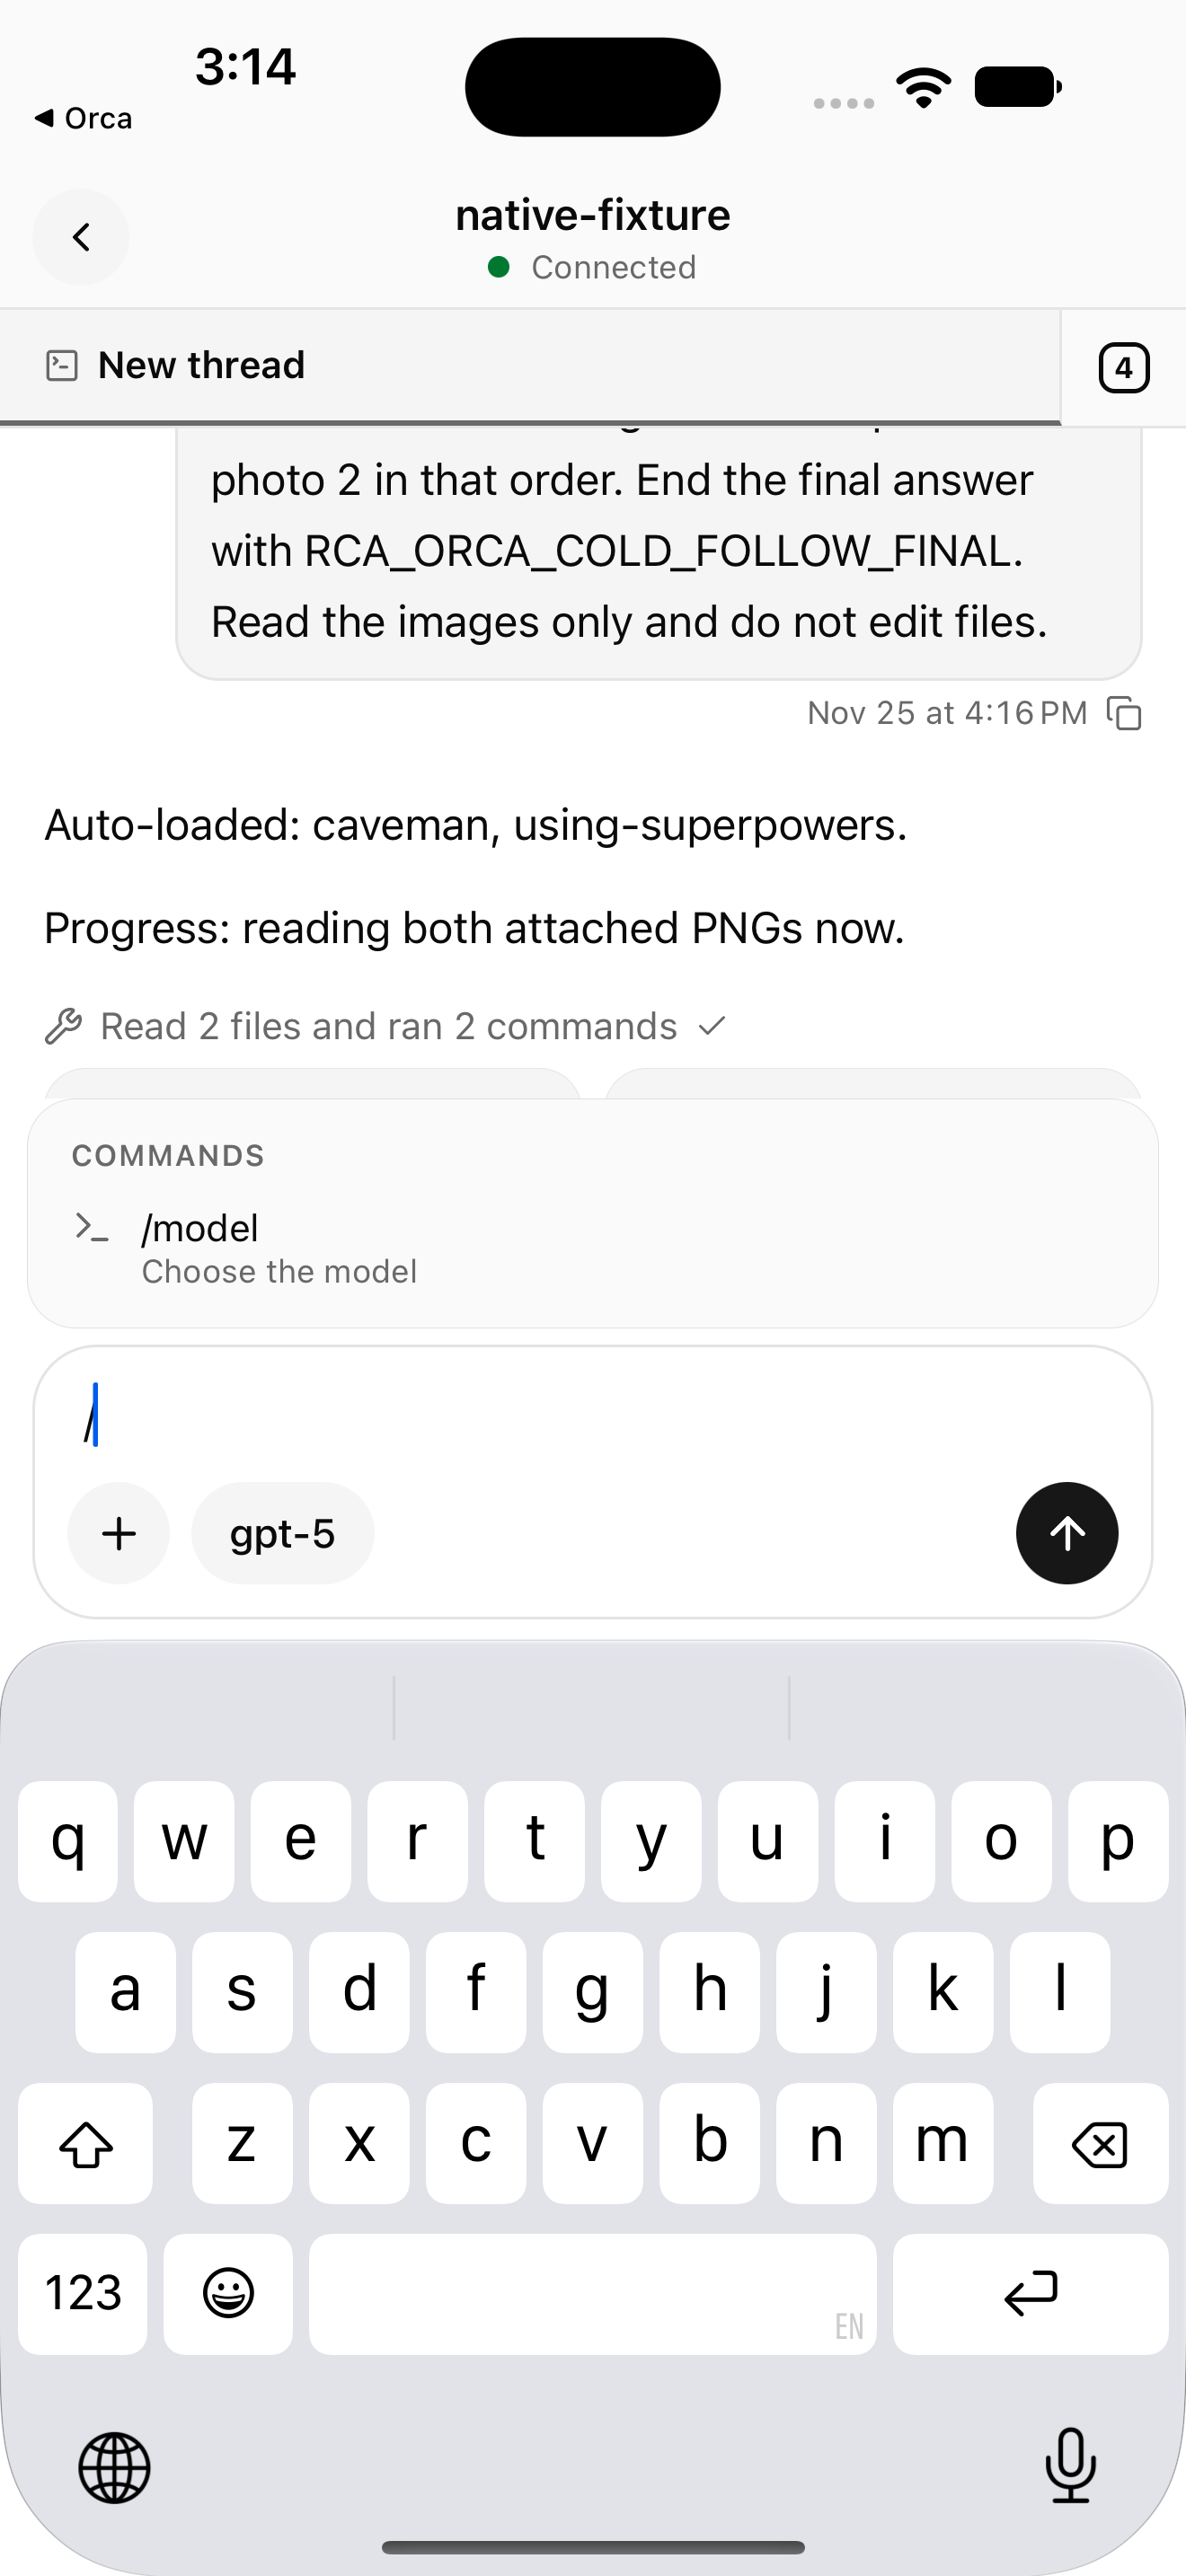 3:14
◀ Orca
native-fixture
Connected
New thread
4
photo 2 in that order. End the final answer
with RCA_ORCA_COLD_FOLLOW_FINAL.
Read the images only and do not edit files.
Nov 25 at 4:16 PM
Auto-loaded: caveman, using-superpowers.
Progress: reading both attached PNGs now.
Read 2 files and ran 2 commands
COMMANDS
/model
Choose the model
/
gpt-5
q w e r t y u i o p
a s d f g h j k l
z x c v b n m
123
EN